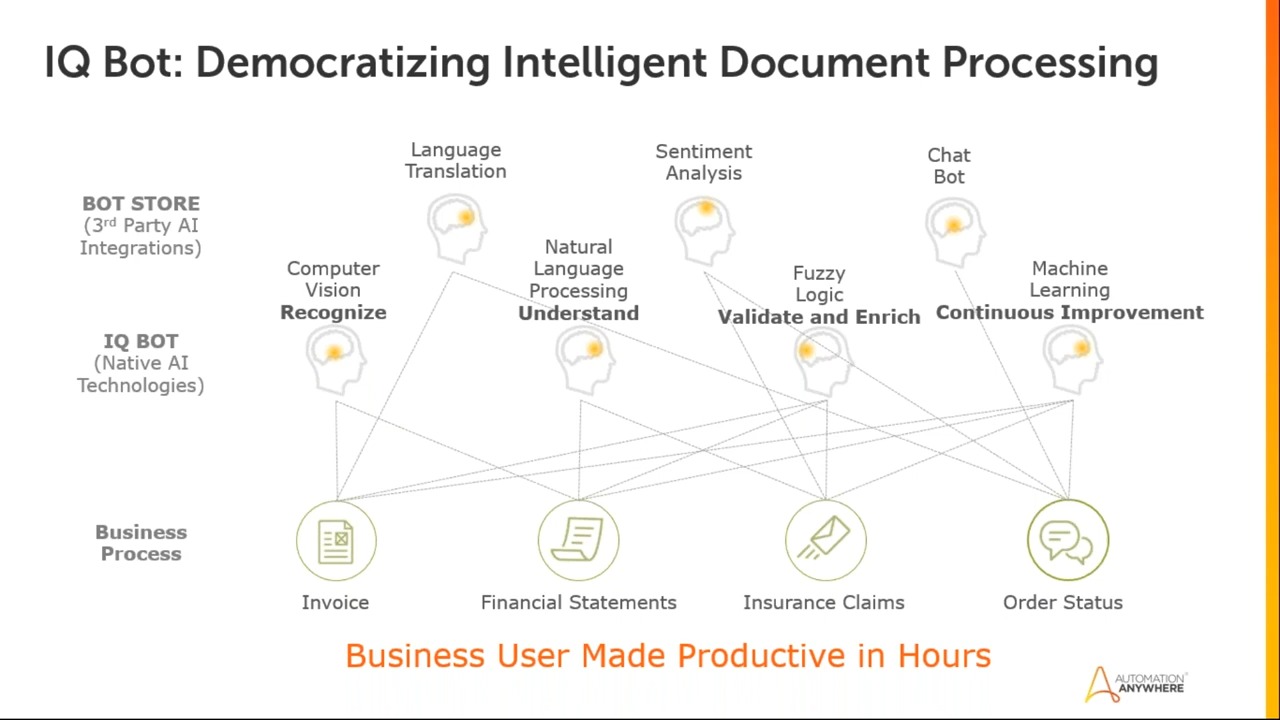 IQ Bot: Democratizing Intelligent Document Processing
Language
Translation
Sentiment
Analysis
Chat
Bot
BOT STORE
(3rd Party AI
Integrations)
Computer
Vision
Recognize
Natural
Language
Processing
Understand
Fuzzy
Logic
Validate and Enrich
Machine
Learning
Continuous Improvement
IQ BOT
(Native AI
Technologies)
Business
Process
Invoice
Financial Statements
Insurance Claims
Order Status
Business User Made Productive in Hours
AUTOMATION
ANYWHERE